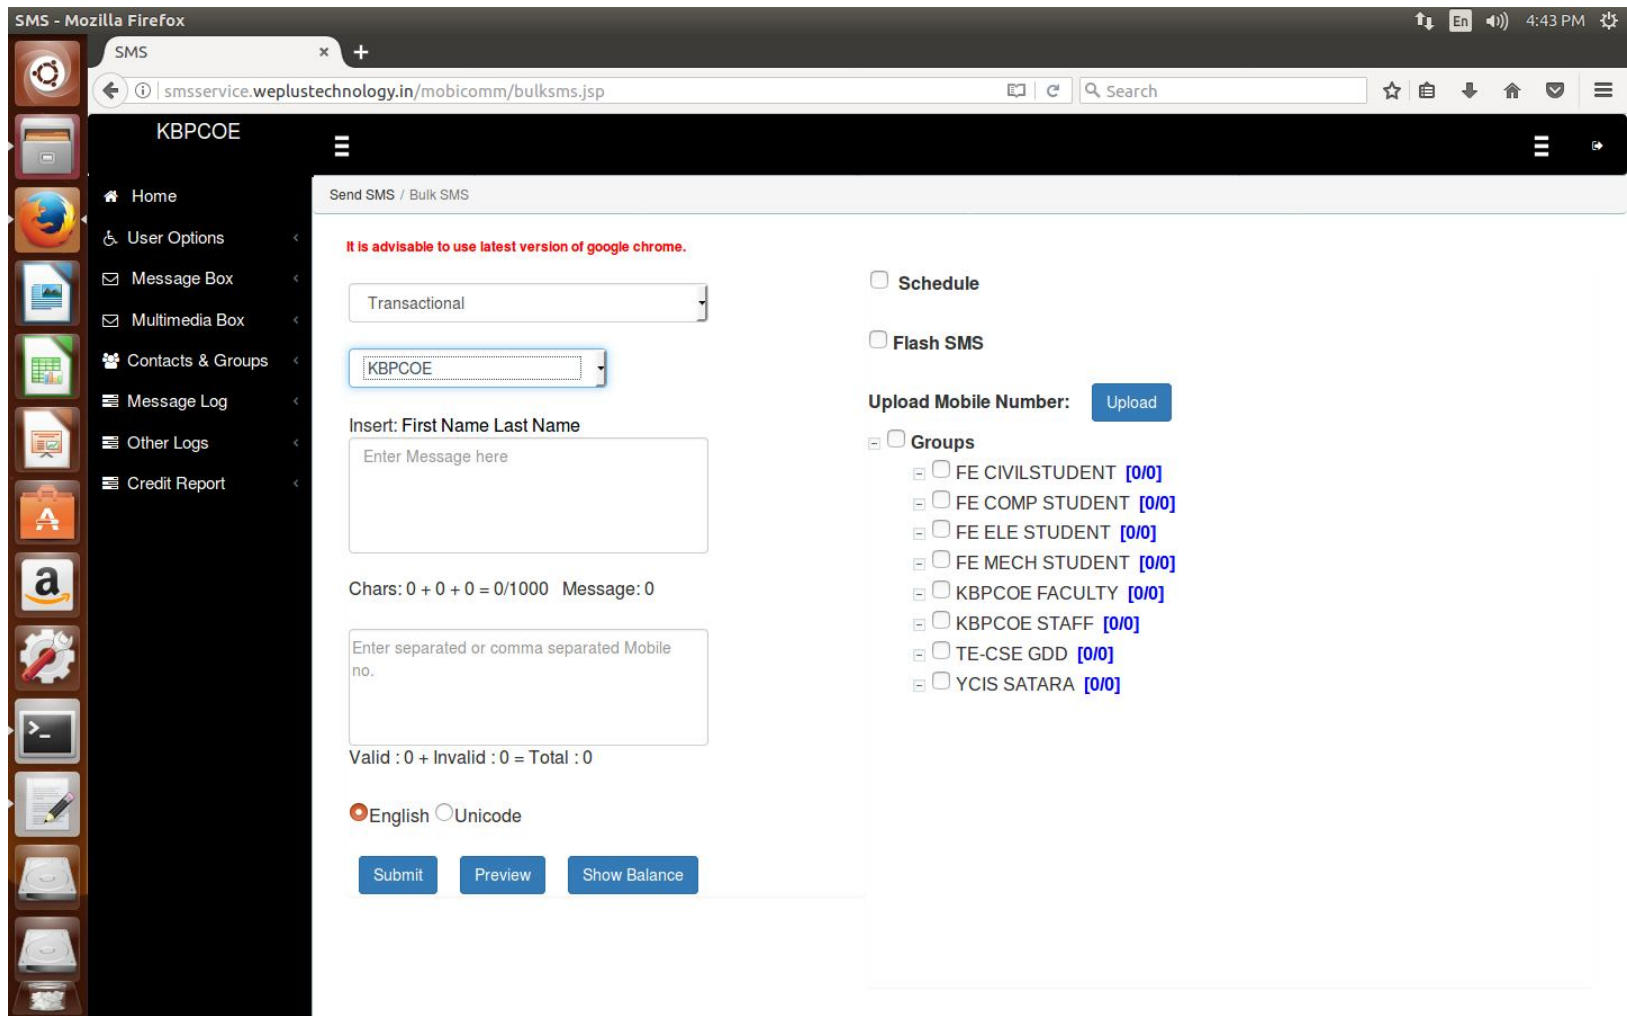 SMS - Mozilla Firefox
En 4:43 PM
SMS
smsservice.weplustechnology.in/mobicomm/bulksms.jsp
Search
KBPCOE
Home
User Options
Message Box
Multimedia Box
Contacts & Groups
Message Log
Other Logs
Credit Report
Send SMS / Bulk SMS
It is advisable to use latest version of google chrome.
Transactional
KBPCOE
Insert: First Name Last Name
Enter Message here
Chars: 0 + 0 + 0 = 0/1000 Message: 0
Enter separated or comma separated Mobile
no.
Valid : 0 + Invalid : 0 = Total : 0
English Unicode
Submit Preview Show Balance
Schedule
Flash SMS
Upload Mobile Number: Upload
Groups
FE CIVILSTUDENT [0/0]
FE COMP STUDENT [0/0]
FE ELE STUDENT [0/0]
FE MECH STUDENT [0/0]
KBPCOE FACULTY [0/0]
KBPCOE STAFF [0/0]
TE-CSE GDD [0/0]
YCIS SATARA [0/0]